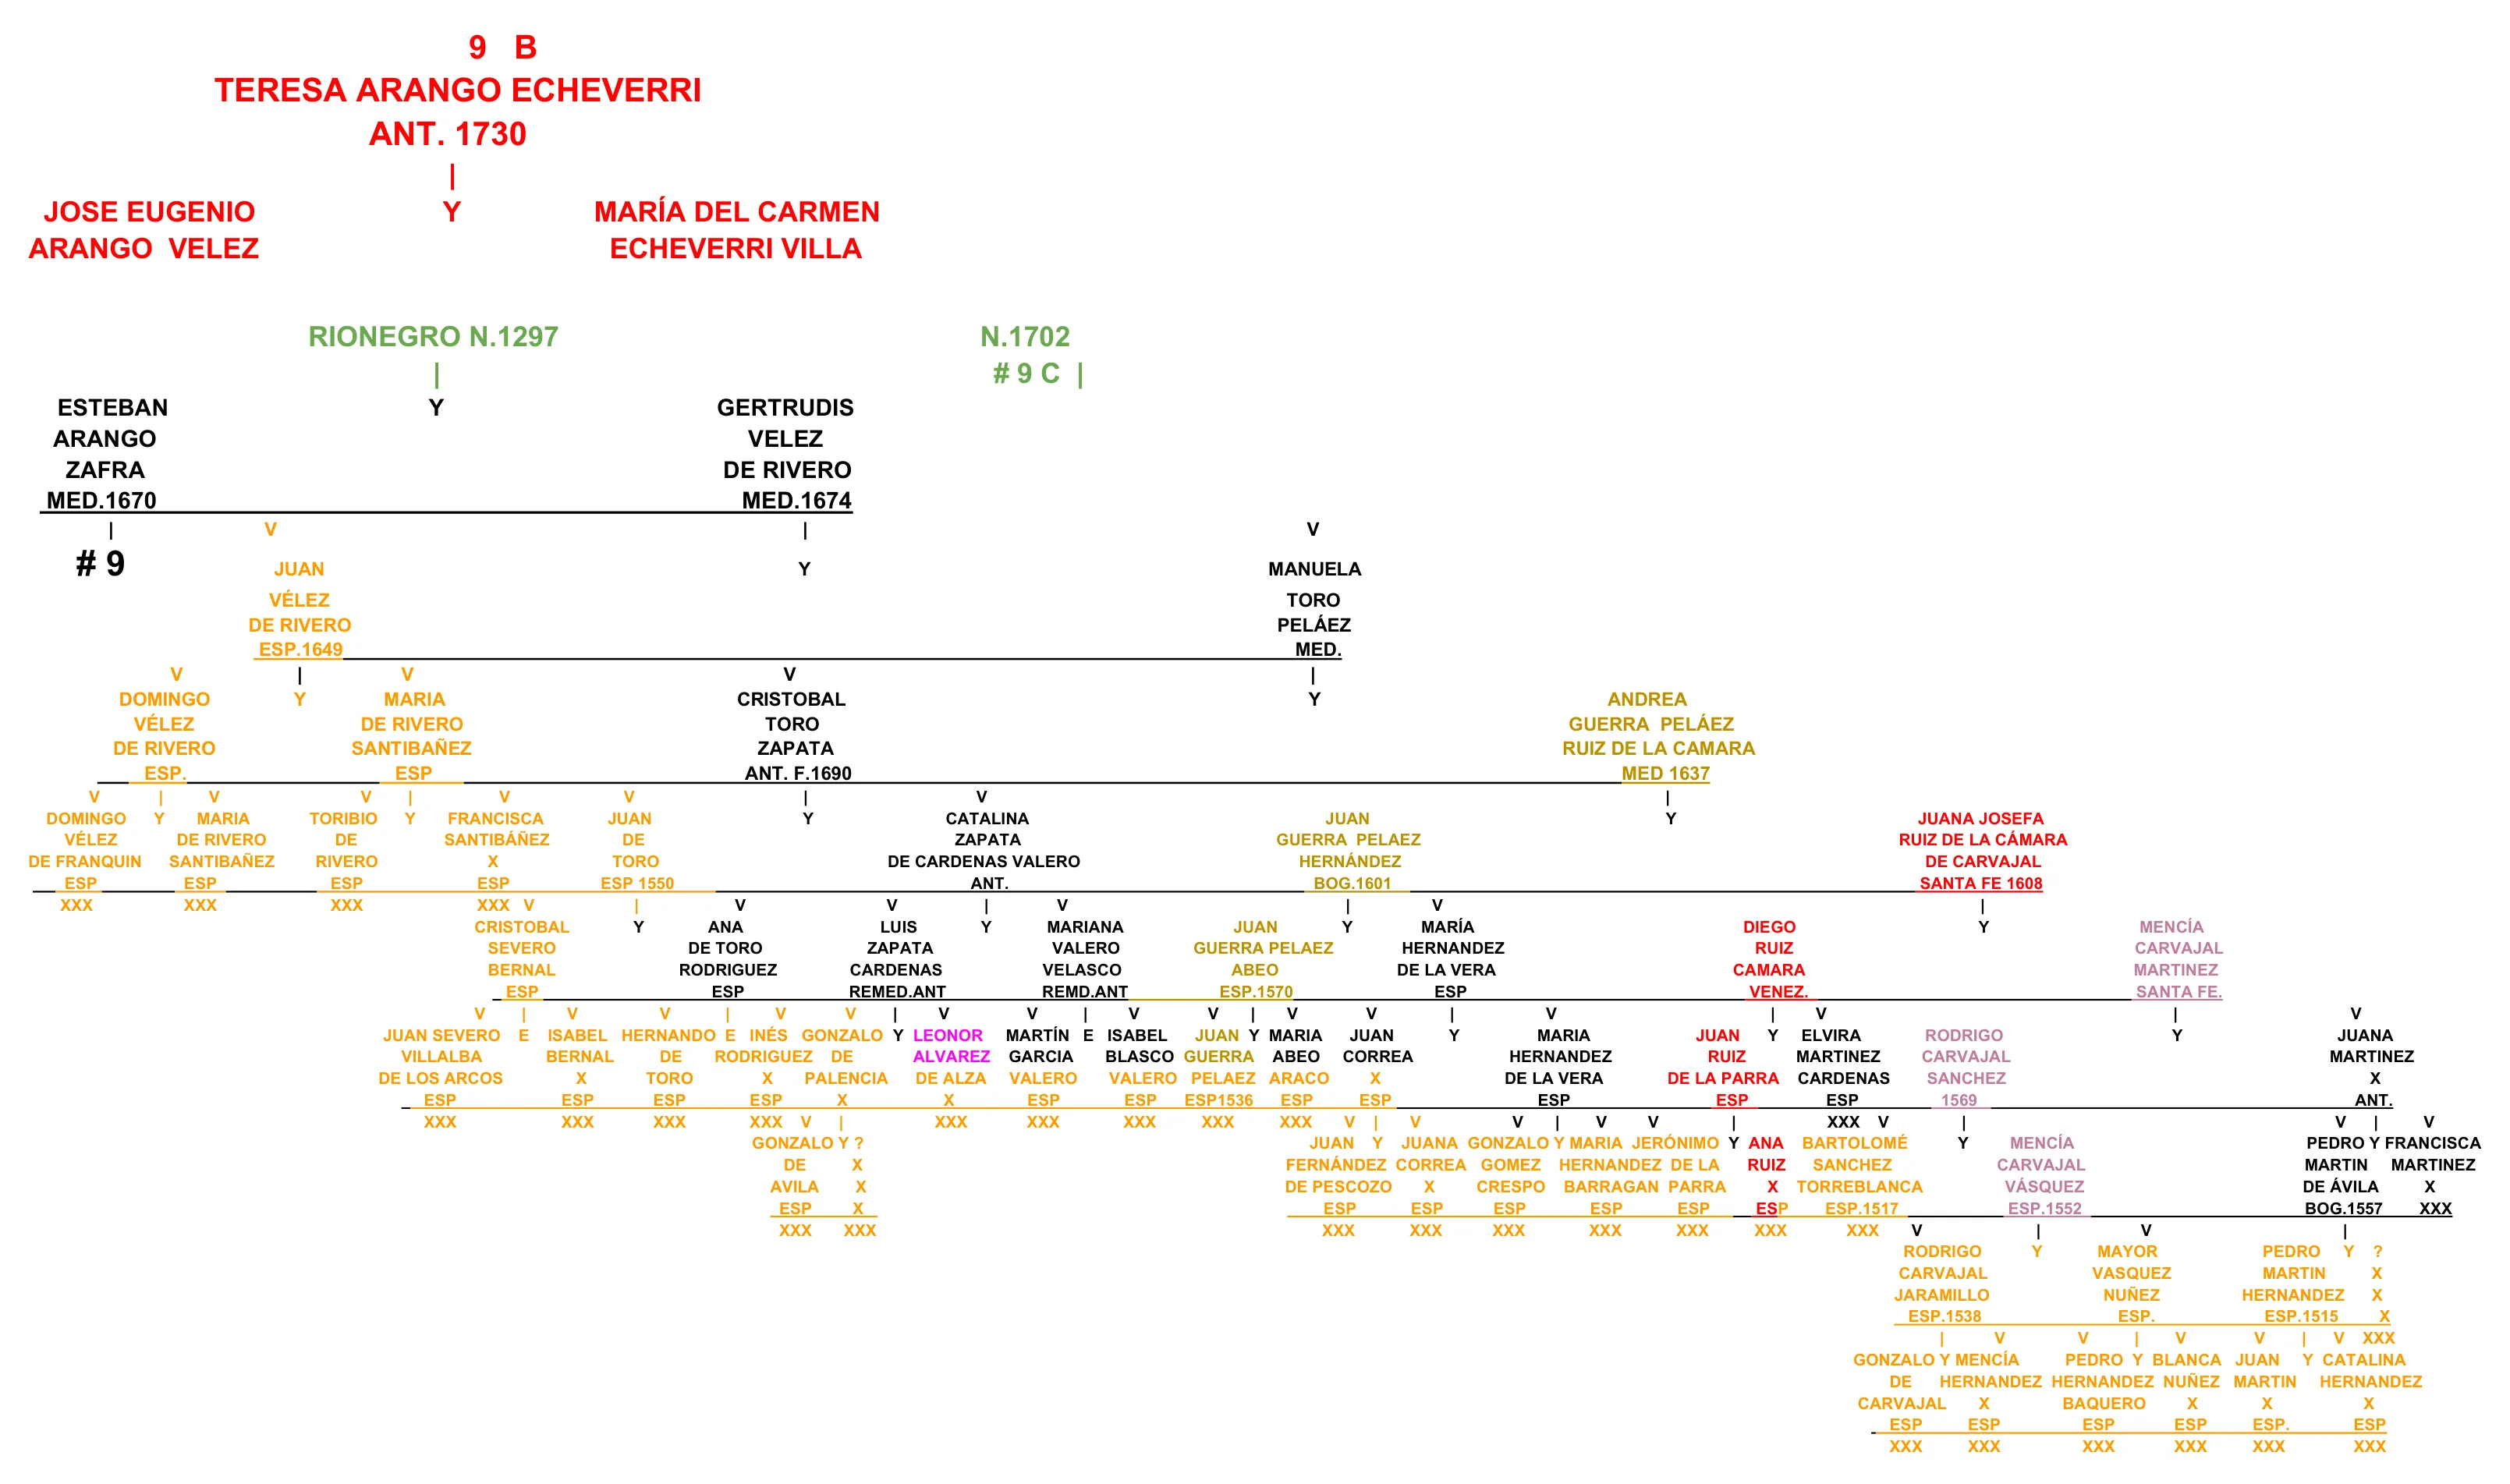 9 B
TERESA ARANGO ECHEVERRI
ANT. 1730
|
JOSE EUGENIO Y MARÍA DEL CARMEN
ARANGO VELEZ ECHEVERRI VILLA
RIONEGRO N.1297 N.1702
| # 9 C |
ESTEBAN Y GERTRUDIS
ARANGO VELEZ
ZAFRA DE RIVERO
MED.1670 MED.1674
| V | V
# 9 JUAN Y MANUELA
VÉLEZ TORO
DE RIVERO PELÁEZ
ESP.1649 MED.
V | V V |
DOMINGO Y MARIA CRISTOBAL Y ANDREA
VÉLEZ DE RIVERO TORO GUERRA PELÁEZ
DE RIVERO SANTIBAÑEZ ZAPATA RUIZ DE LA CAMARA
ESP. ESP ANT. F.1690 MED 1637
V | V V | V V | V |
DOMINGO Y MARIA TORIBIO Y FRANCISCA JUAN Y CATALINA JUAN Y JUANA JOSEFA
VÉLEZ DE RIVERO DE SANTIBÁÑEZ DE ZAPATA GUERRA PELAEZ RUIZ DE LA CÁMARA
DE FRANQUIN SANTIBAÑEZ RIVERO X TORO DE CARDENAS VALERO HERNÁNDEZ DE CARVAJAL
ESP ESP ESP ESP ESP 1550 ANT. BOG.1601 SANTA FE 1608
XXX XXX XXX XXX V | V V | V | V |
CRISTOBAL Y ANA LUIS Y MARIANA JUAN Y MARÍA DIEGO Y MENCÍA
SEVERO DE TORO ZAPATA VALERO GUERRA PELAEZ HERNANDEZ RUIZ CARVAJAL
BERNAL RODRIGUEZ CARDENAS VELASCO ABEO DE LA VERA CAMARA MARTINEZ
ESP ESP REMED.ANT REMD.ANT ESP.1570 ESP VENEZ. SANTA FE.
V | V V | V V | V V | V V | V V | V | V | V
JUAN SEVERO E ISABEL HERNANDO E INÉS GONZALO Y LEONOR MARTÍN E ISABEL JUAN Y MARIA JUAN Y MARIA JUAN Y ELVIRA RODRIGO Y JUANA
VILLALBA BERNAL DE RODRIGUEZ DE ALVAREZ GARCIA BLASCO GUERRA ABEO CORREA HERNANDEZ RUIZ MARTINEZ CARVAJAL MARTINEZ
DE LOS ARCOS X TORO X PALENCIA DE ALZA VALERO VALERO PELAEZ ARACO X DE LA VERA DE LA PARRA CARDENAS SANCHEZ X
ESP ESP ESP ESP X X ESP ESP ESP1536 ESP ESP ESP ESP ESP 1569 ANT.
XXX XXX XXX XXX V | XXX XXX XXX XXX XXX V | V V | V V | XXX V | V | V
GONZALO Y ? JUAN Y JUANA GONZALO Y MARIA JERÓNIMO Y ANA BARTOLOMÉ Y MENCÍA PEDRO Y FRANCISCA
DE X FERNÁNDEZ CORREA GOMEZ HERNANDEZ DE LA RUIZ SANCHEZ CARVAJAL MARTIN MARTINEZ
AVILA X DE PESCOZO X CRESPO BARRAGAN PARRA X TORREBLANCA VÁSQUEZ DE ÁVILA X
ESP X ESP ESP ESP ESP ESP ESP ESP.1517 ESP.1552 BOG.1557 XXX
XXX XXX XXX XXX XXX XXX XXX XXX XXX V | V |
RODRIGO Y MAYOR PEDRO Y ?
CARVAJAL VASQUEZ MARTIN X
JARAMILLO NUÑEZ HERNANDEZ X
ESP.1538 ESP. ESP.1515 X
| V V | V V | V XXX
GONZALO Y MENCÍA PEDRO Y BLANCA JUAN Y CATALINA
DE HERNANDEZ HERNANDEZ NUÑEZ MARTIN HERNANDEZ
CARVAJAL X BAQUERO X X X
ESP ESP ESP ESP ESP. ESP
XXX XXX XXX XXX XXX XXX